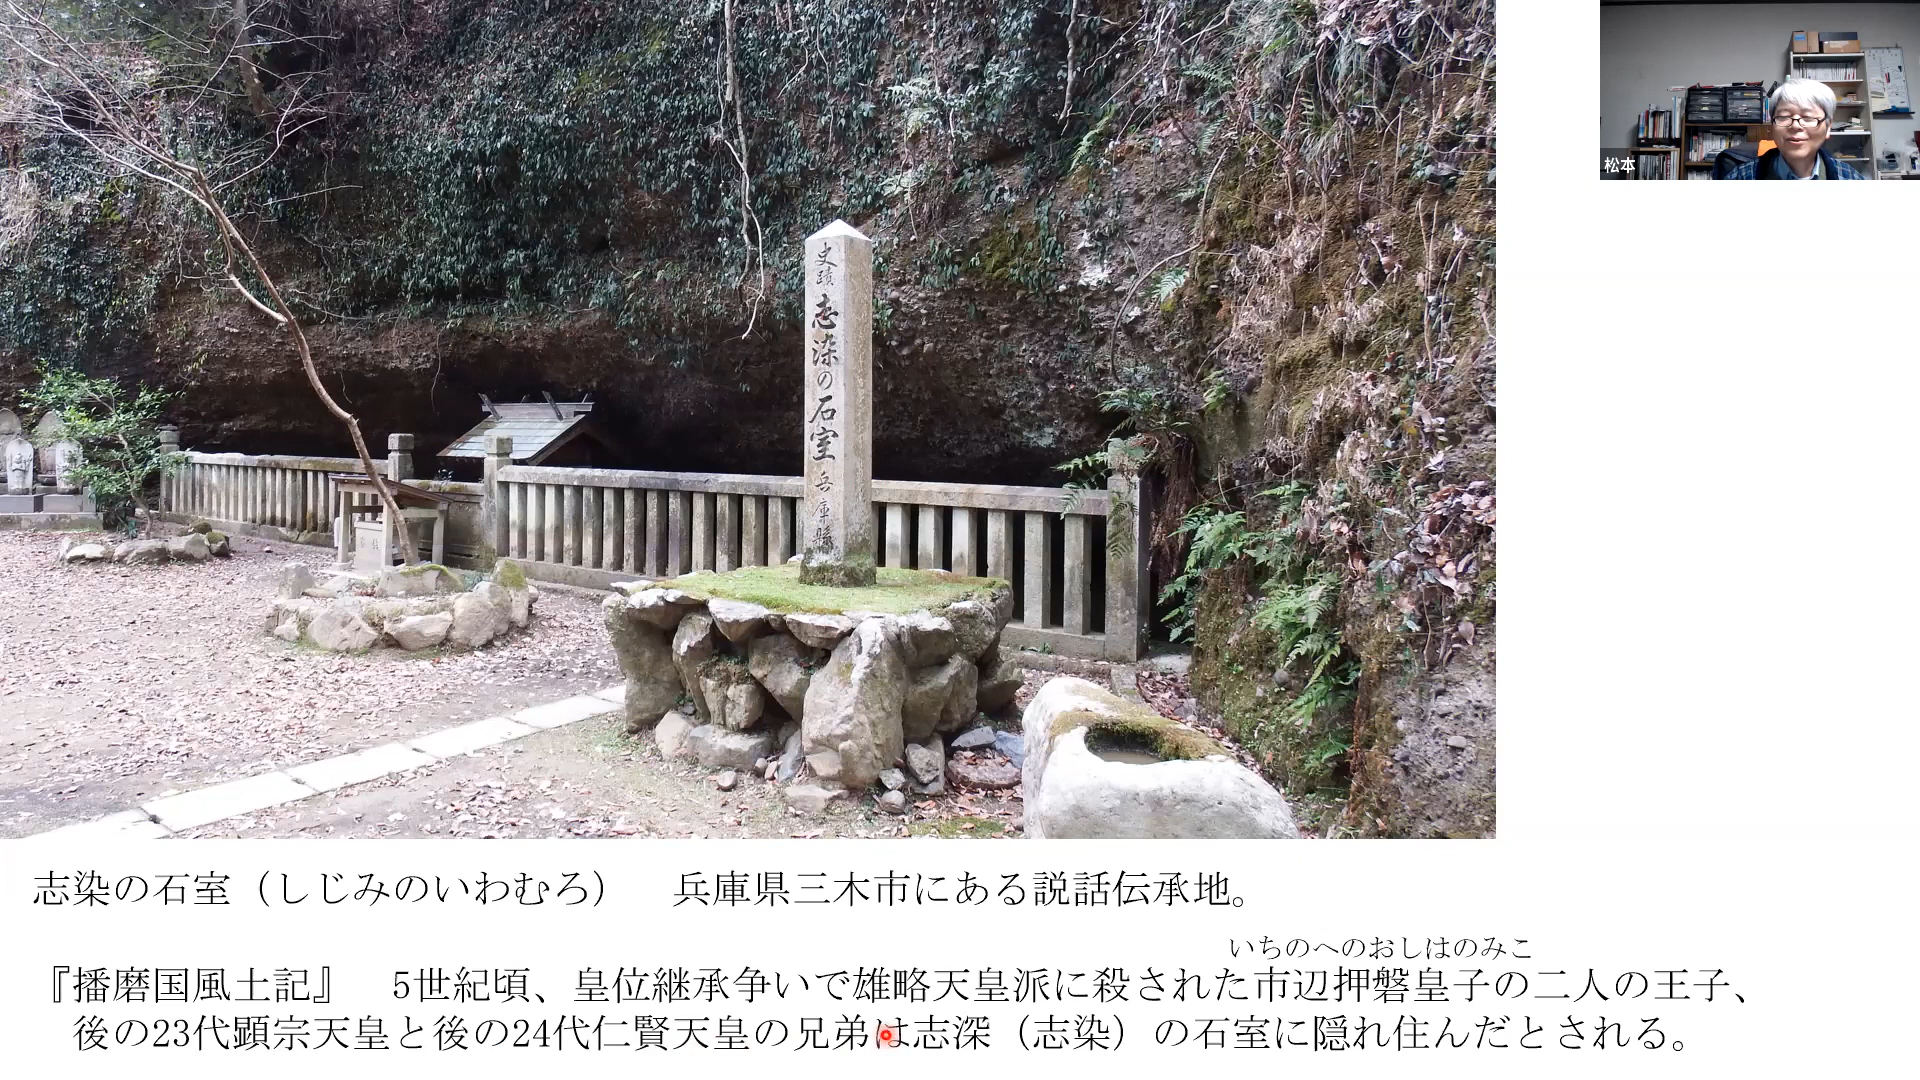 史蹟 志染の石室 兵庫縣
松本
志染の石室（しじみのいわむろ）　兵庫県三木市にある説話伝承地。
いちのへのおしはのみこ
『播磨国風土記』　5世紀頃、皇位継承争いで雄略天皇派に殺された市辺押磐皇子の二人の王子、
後の23代顕宗天皇と後の24代仁賢天皇の兄弟は志深（志染）の石室に隠れ住んだとされる。